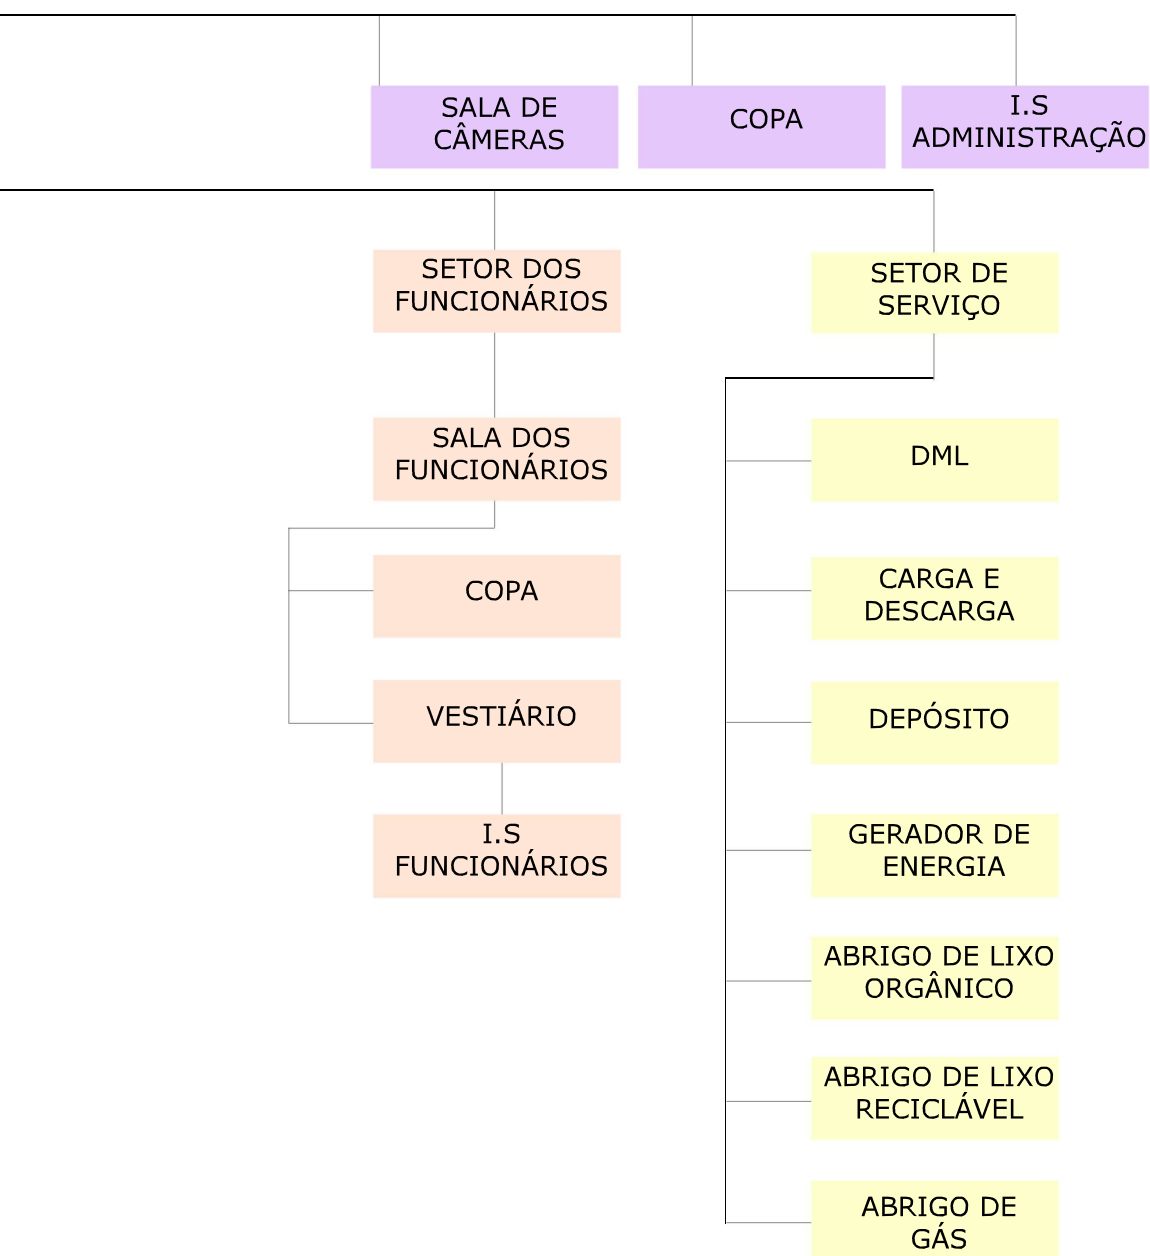 SALA DE
CÂMERAS
COPA
I.S
ADMINISTRAÇÃO
SETOR DOS
FUNCIONÁRIOS
SETOR DE
SERVIÇO
SALA DOS
FUNCIONÁRIOS
COPA
VESTIÁRIO
I.S
FUNCIONÁRIOS
DML
CARGA E
DESCARGA
DEPÓSITO
GERADOR DE
ENERGIA
ABRIGO DE LIXO
ORGÂNICO
ABRIGO DE LIXO
RECICLÁVEL
ABRIGO DE
GÁS